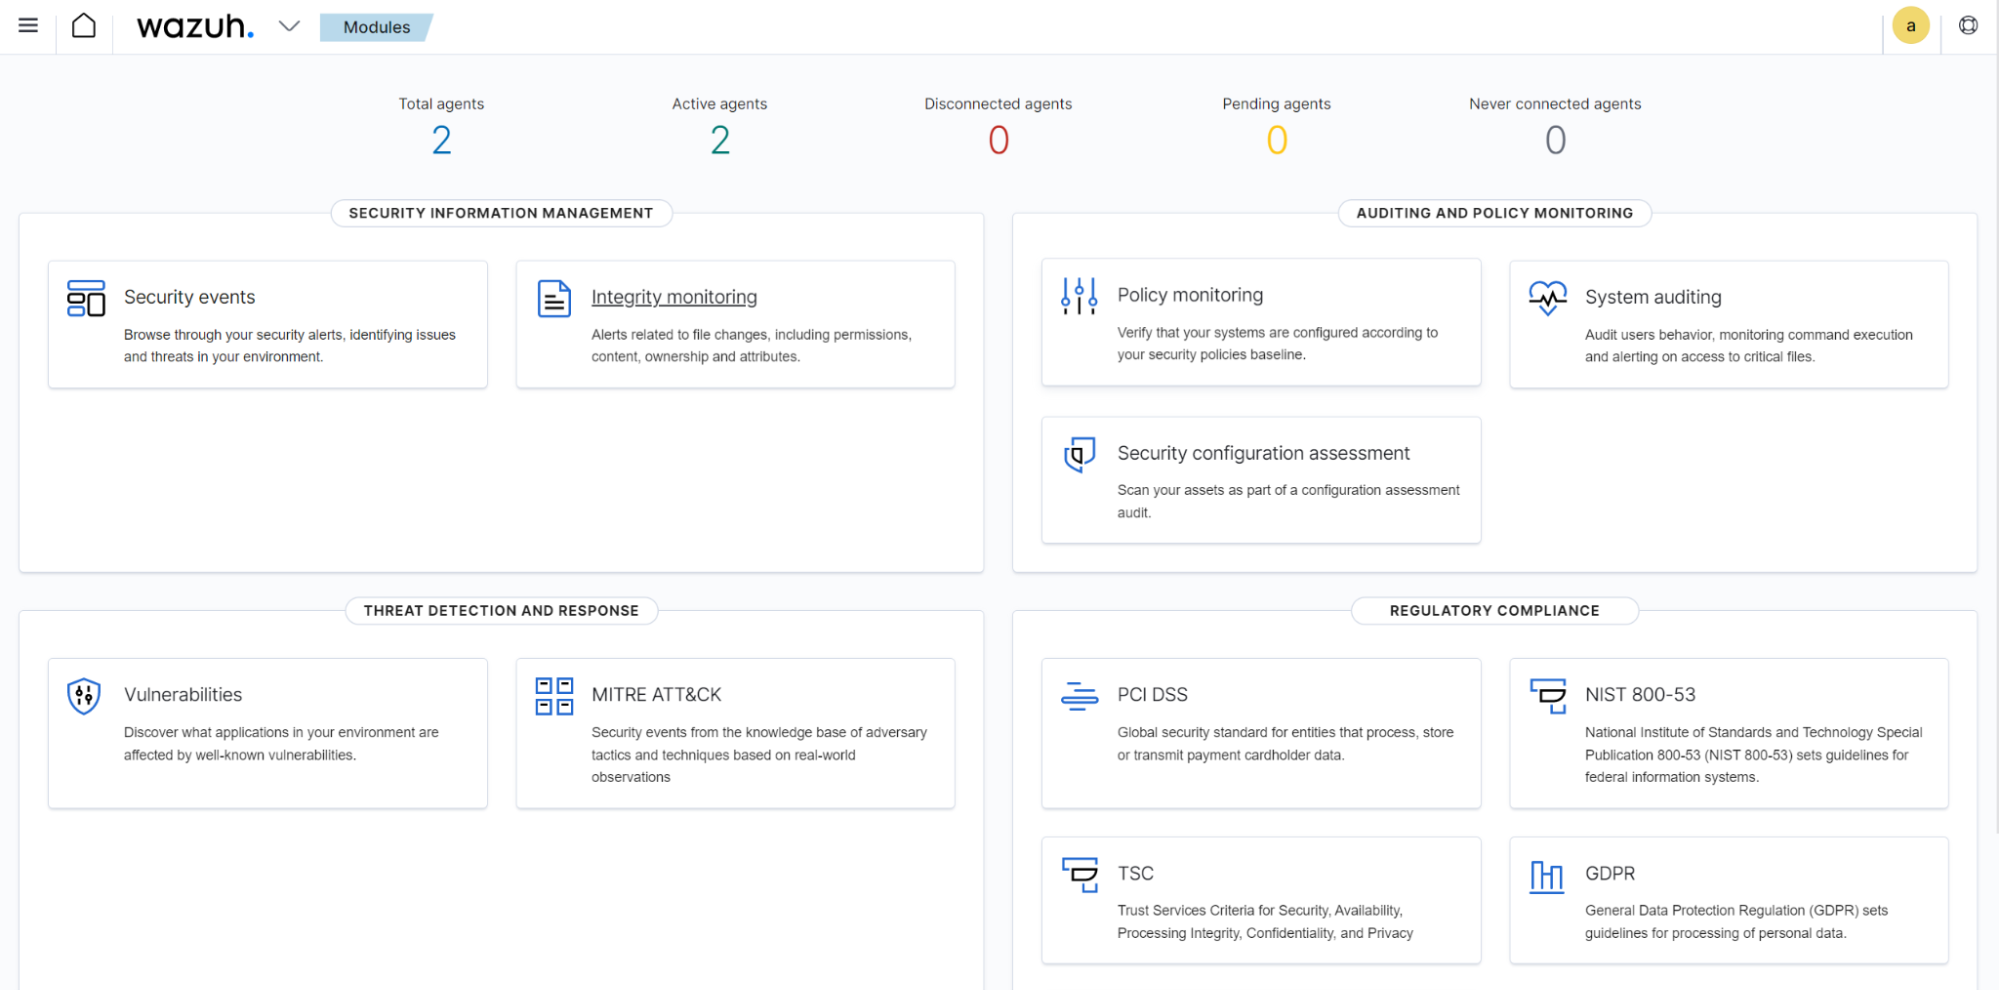 wazuh.
Modules
a
Total agents
2
Active agents
2
Disconnected agents
0
Pending agents
0
Never connected agents
0
SECURITY INFORMATION MANAGEMENT
Security events
Browse through your security alerts, identifying issues
and threats in your environment.
Integrity monitoring
Alerts related to file changes, including permissions,
content, ownership and attributes.
AUDITING AND POLICY MONITORING
Policy monitoring
Verify that your systems are configured according to
your security policies baseline.
System auditing
Audit users behavior, monitoring command execution
and alerting on access to critical files.
Security configuration assessment
Scan your assets as part of a configuration assessment
audit.
THREAT DETECTION AND RESPONSE
Vulnerabilities
Discover what applications in your environment are
affected by well-known vulnerabilities.
MITRE ATT&CK
Security events from the knowledge base of adversary
tactics and techniques based on real-world
observations
REGULATORY COMPLIANCE
PCI DSS
Global security standard for entities that process, store
or transmit payment cardholder data.
NIST 800-53
National Institute of Standards and Technology Special
Publication 800-53 (NIST 800-53) sets guidelines for
federal information systems.
TSC
Trust Services Criteria for Security, Availability,
Processing Integrity, Confidentiality, and Privacy
GDPR
General Data Protection Regulation (GDPR) sets
guidelines for processing of personal data.